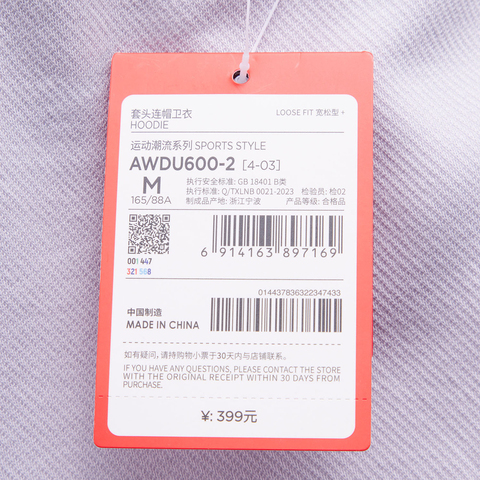 套头连帽卫衣
HOODIE
LOOSE FIT 宽松型 +
运动潮流系列 SPORTS STYLE
AWDU600-2 [4-03]
M
165/88A
执行安全标准: GB 18401 B类
执行标准: Q/TXLNB 0021-2023 检验员: 检02
制成品产地: 浙江宁波 产品等级: 合格品
6 914163 897169
001 447
321 568
014437836322347433
中国制造
MADE IN CHINA
如有疑问, 请持购物小票于30天内与店铺联系。
IF YOU HAVE ANY QUESTIONS, PLEASE CONTACT THE STORE
WITH THE ORIGINAL RECEIPT WITHIN 30 DAYS FROM
PURCHASE.
¥: 399元